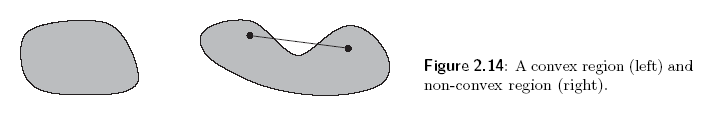 Figure 2.14: A convex region (left) and
non-convex region (right).